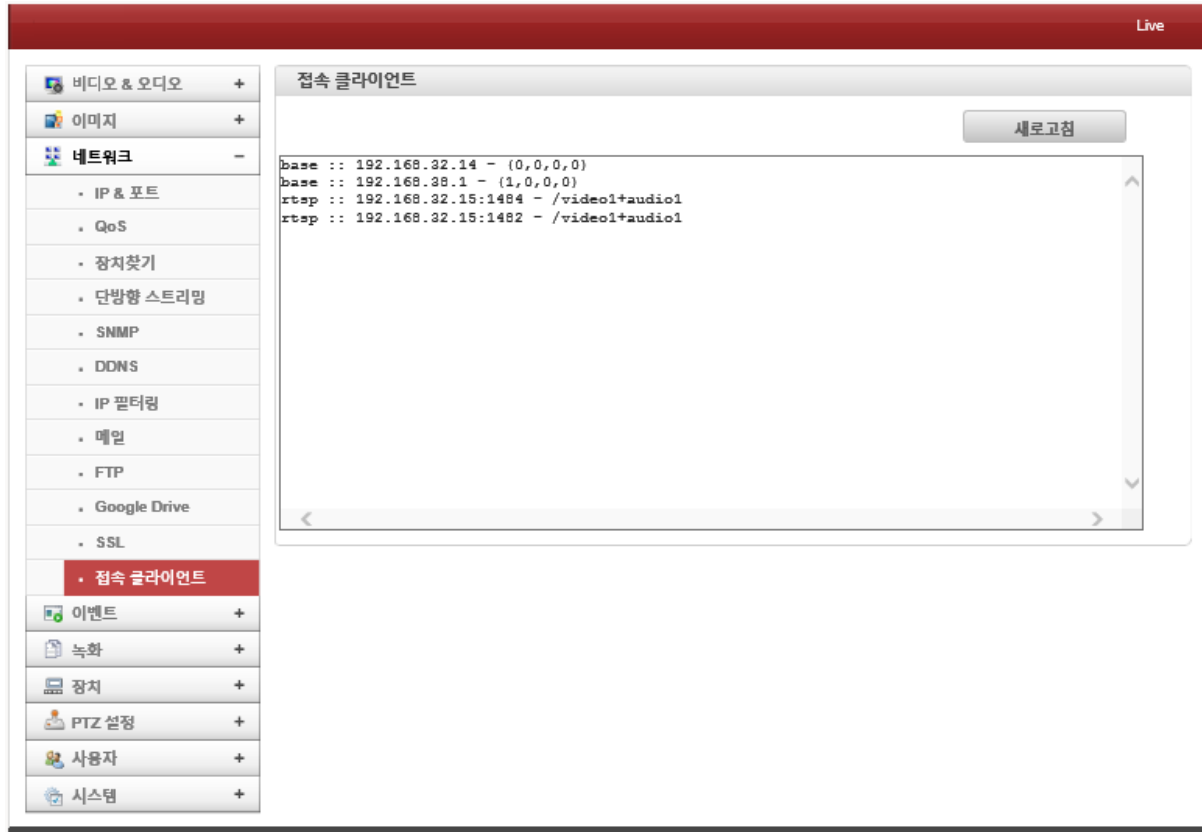 Live
비디오 & 오디오 +
이미지 +
네트워크 −
IP & 포트
QoS
장치찾기
단방향 스트리밍
SNMP
DDNS
IP 필터링
메일
FTP
Google Drive
SSL
접속 클라이언트
이벤트 +
녹화 +
장치 +
PTZ 설정 +
사용자 +
시스템 +
접속 클라이언트
새로고침
base :: 192.168.32.14 - {0,0,0,0}
base :: 192.168.38.1 - {1,0,0,0}
rtsp :: 192.168.32.15:1484 - /video1+audio1
rtsp :: 192.168.32.15:1482 - /video1+audio1